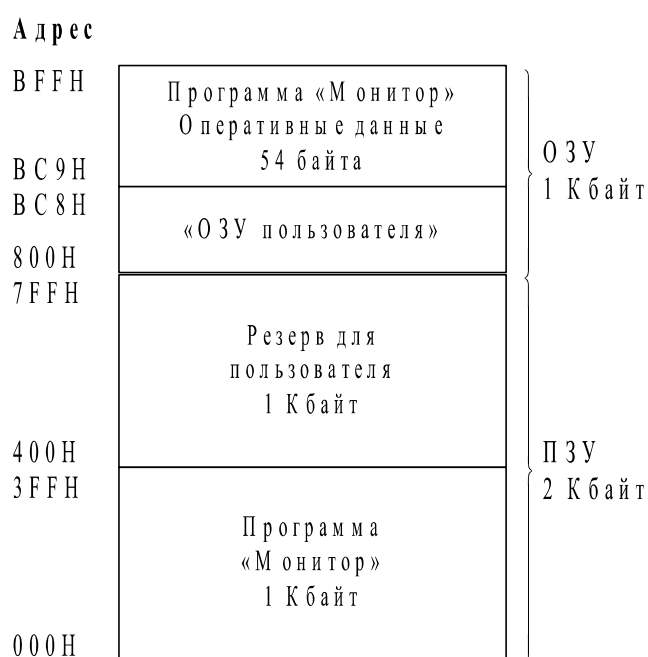 Адрес
BFFH
Программа «Монитор»
Оперативные данные
54 байта
BC9H
BC8H
«ОЗУ пользователя»
800H
ОЗУ
1 Кбайт
7FFH
Резерв для
пользователя
1 Кбайт
400H
3FFH
Программа
«Монитор»
1 Кбайт
000H
ПЗУ
2 Кбайт